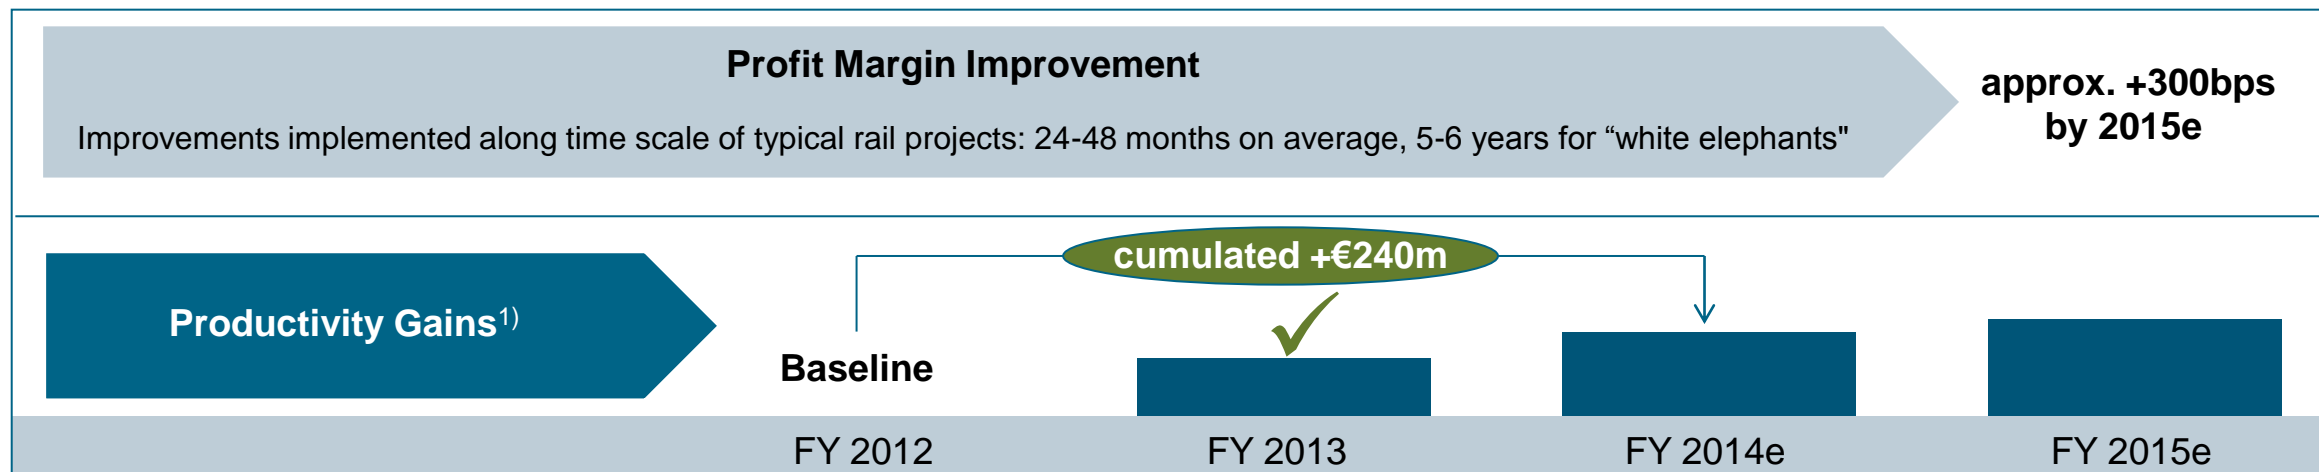 Profit Margin Improvement
Improvements implemented along time scale of typical rail projects: 24-48 months on average, 5-6 years for “white elephants"
approx. +300bps
by 2015e
cumulated +€240m
Productivity Gains1)
Baseline
FY 2012
FY 2013
FY 2014e
FY 2015e